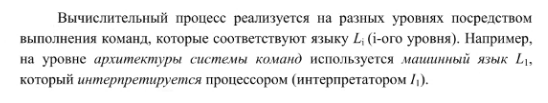 Вычислительный процесс реализуется на разных уровнях посредством
выполнения команд, которые соответствуют языку Li (i-ого уровня). Например,
на уровне архитектуры системы команд используется машинный язык L1,
который интерпретируется процессором (интерпретатором I1).